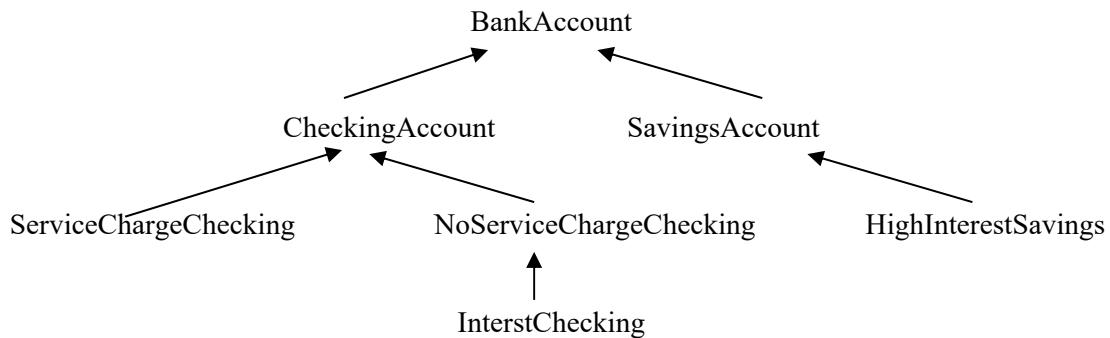 BankAccount
CheckingAccount SavingsAccount
ServiceChargeChecking NoServiceChargeChecking HighInterestSavings
InterstChecking